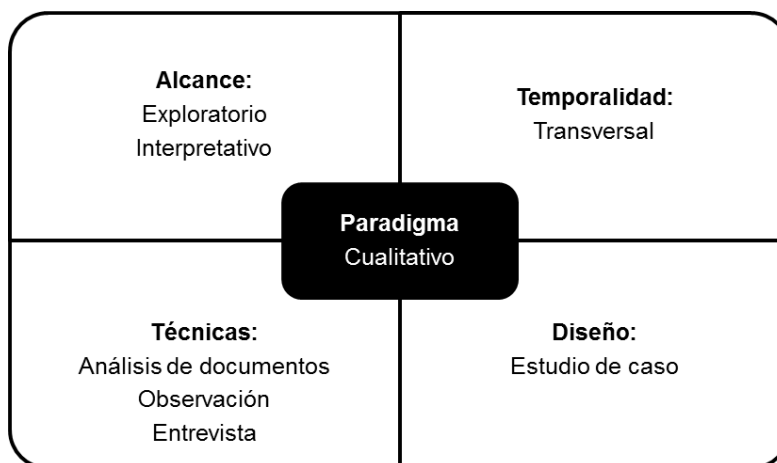 Alcance:
Exploratorio
Interpretativo
Temporalidad:
Transversal
Paradigma
Cualitativo
Técnicas:
Análisis de documentos
Observación
Entrevista
Diseño:
Estudio de caso